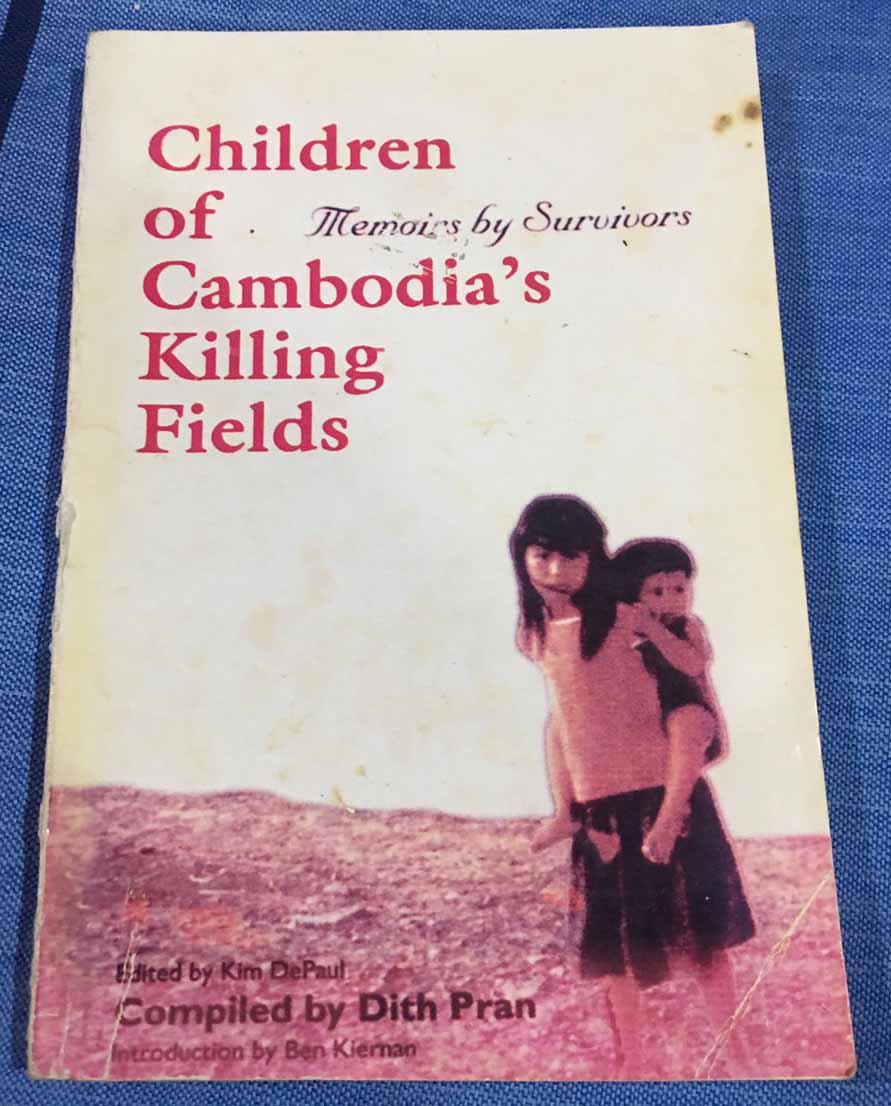 Children
of
Memoirs by Survivors
Cambodia's
Killing
Fields
Edited by Kim DePaul
Compiled by Dith Pran
Introduction by Ben Kiernan